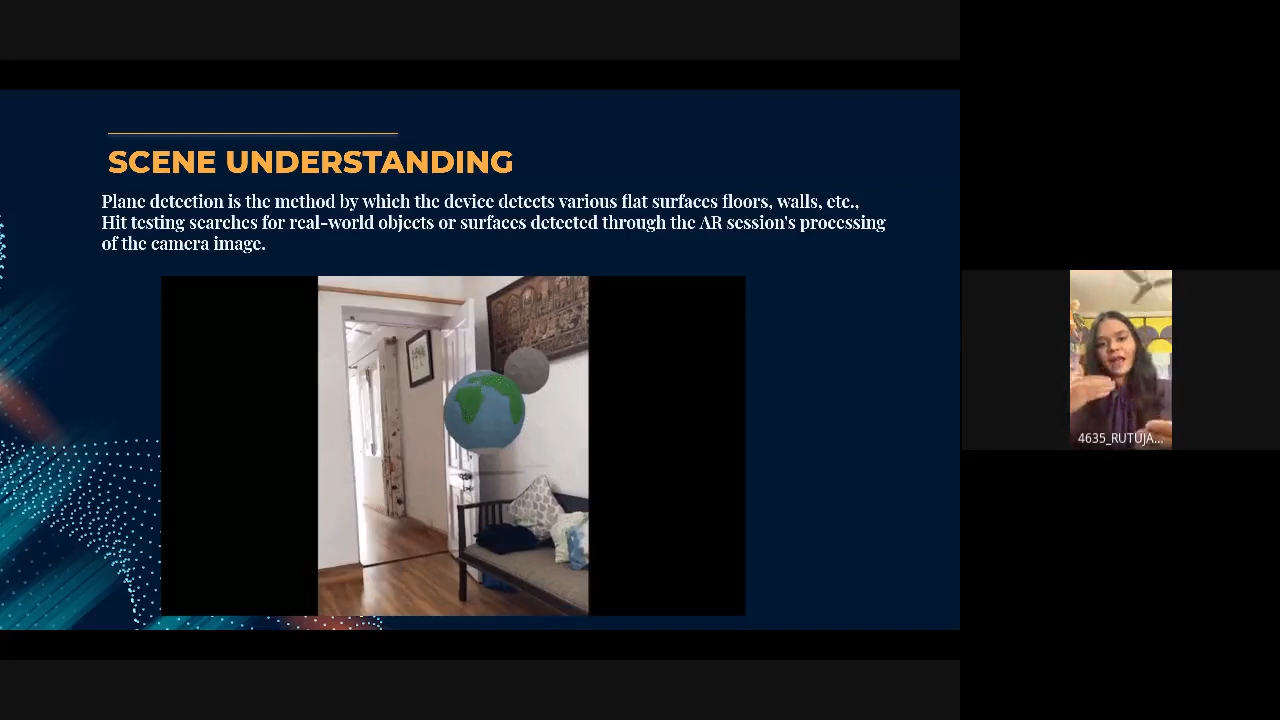 SCENE UNDERSTANDING
Plane detection is the method by which the device detects various flat surfaces floors, walls, etc.,
Hit testing searches for real-world objects or surfaces detected through the AR session's processing
of the camera image.
4635_RUTUJA...